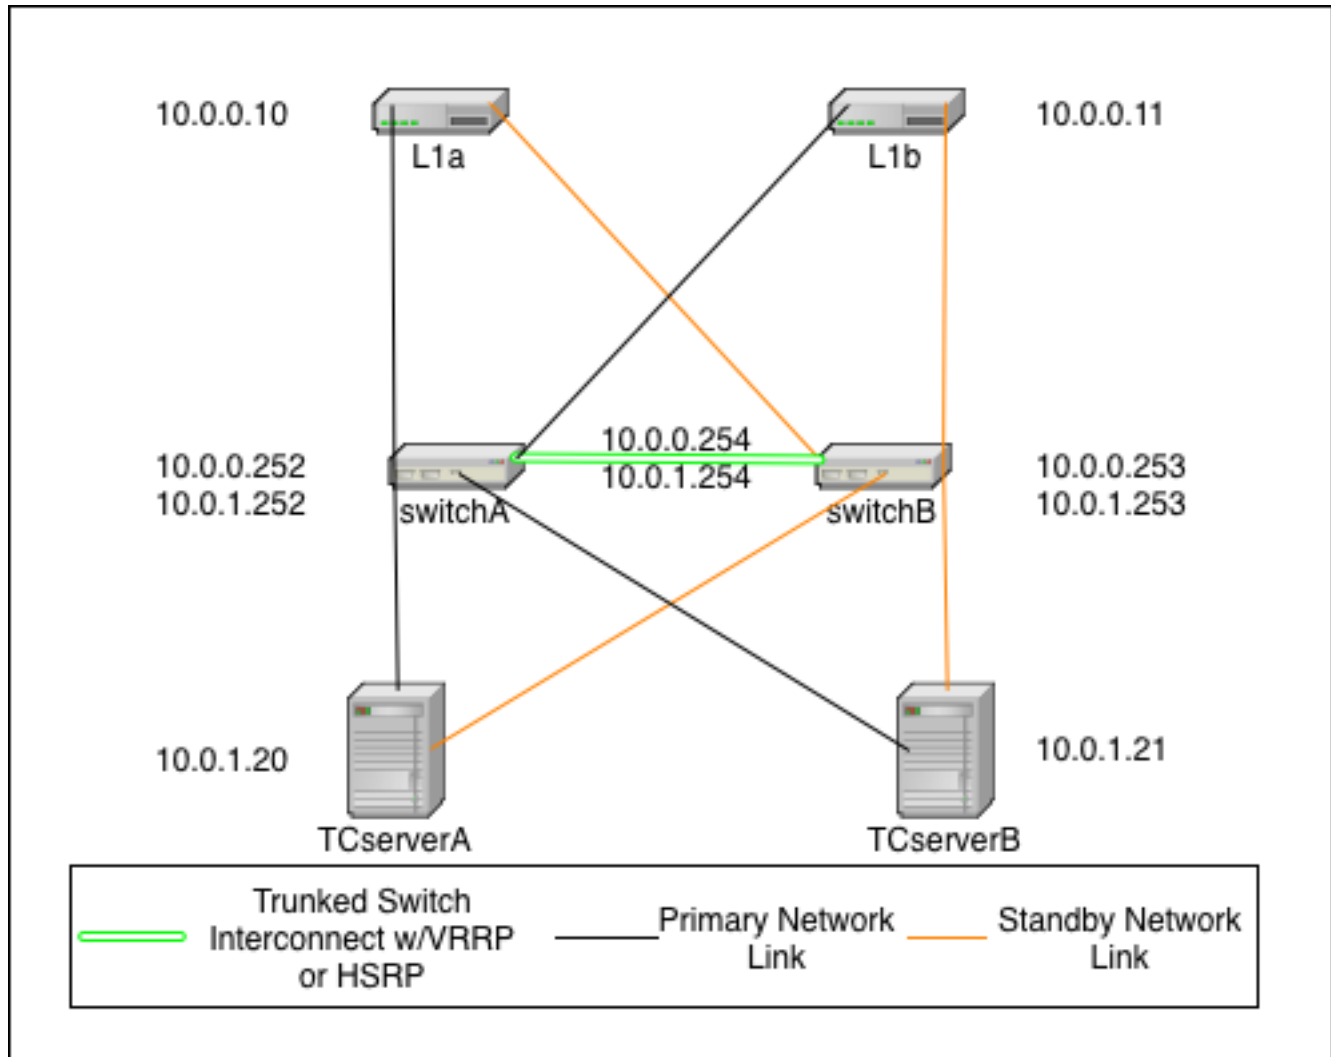 10.0.0.10
10.0.0.11
L1a
L1b
10.0.0.254
10.0.1.254
10.0.0.252
10.0.1.252
10.0.0.253
10.0.1.253
switchA
switchB
10.0.1.20
10.0.1.21
TCserverA
TCserverB
Trunked Switch
Interconnect w/VRRP
or HSRP
Primary Network
Link
Standby Network
Link